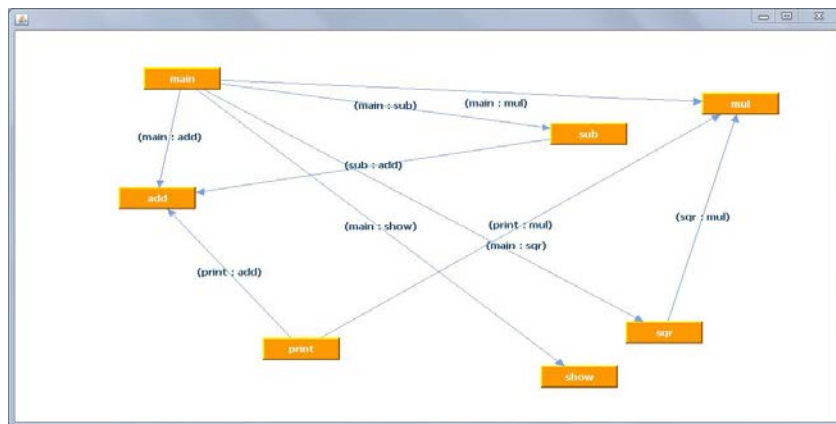 main
(main : mul)
mul
(main : sub)
sub
(main : add)
(sub : add)
add
(main : show)
(print : mul)
(sqr : mul)
(main : sqr)
(print : add)
sqr
print
show